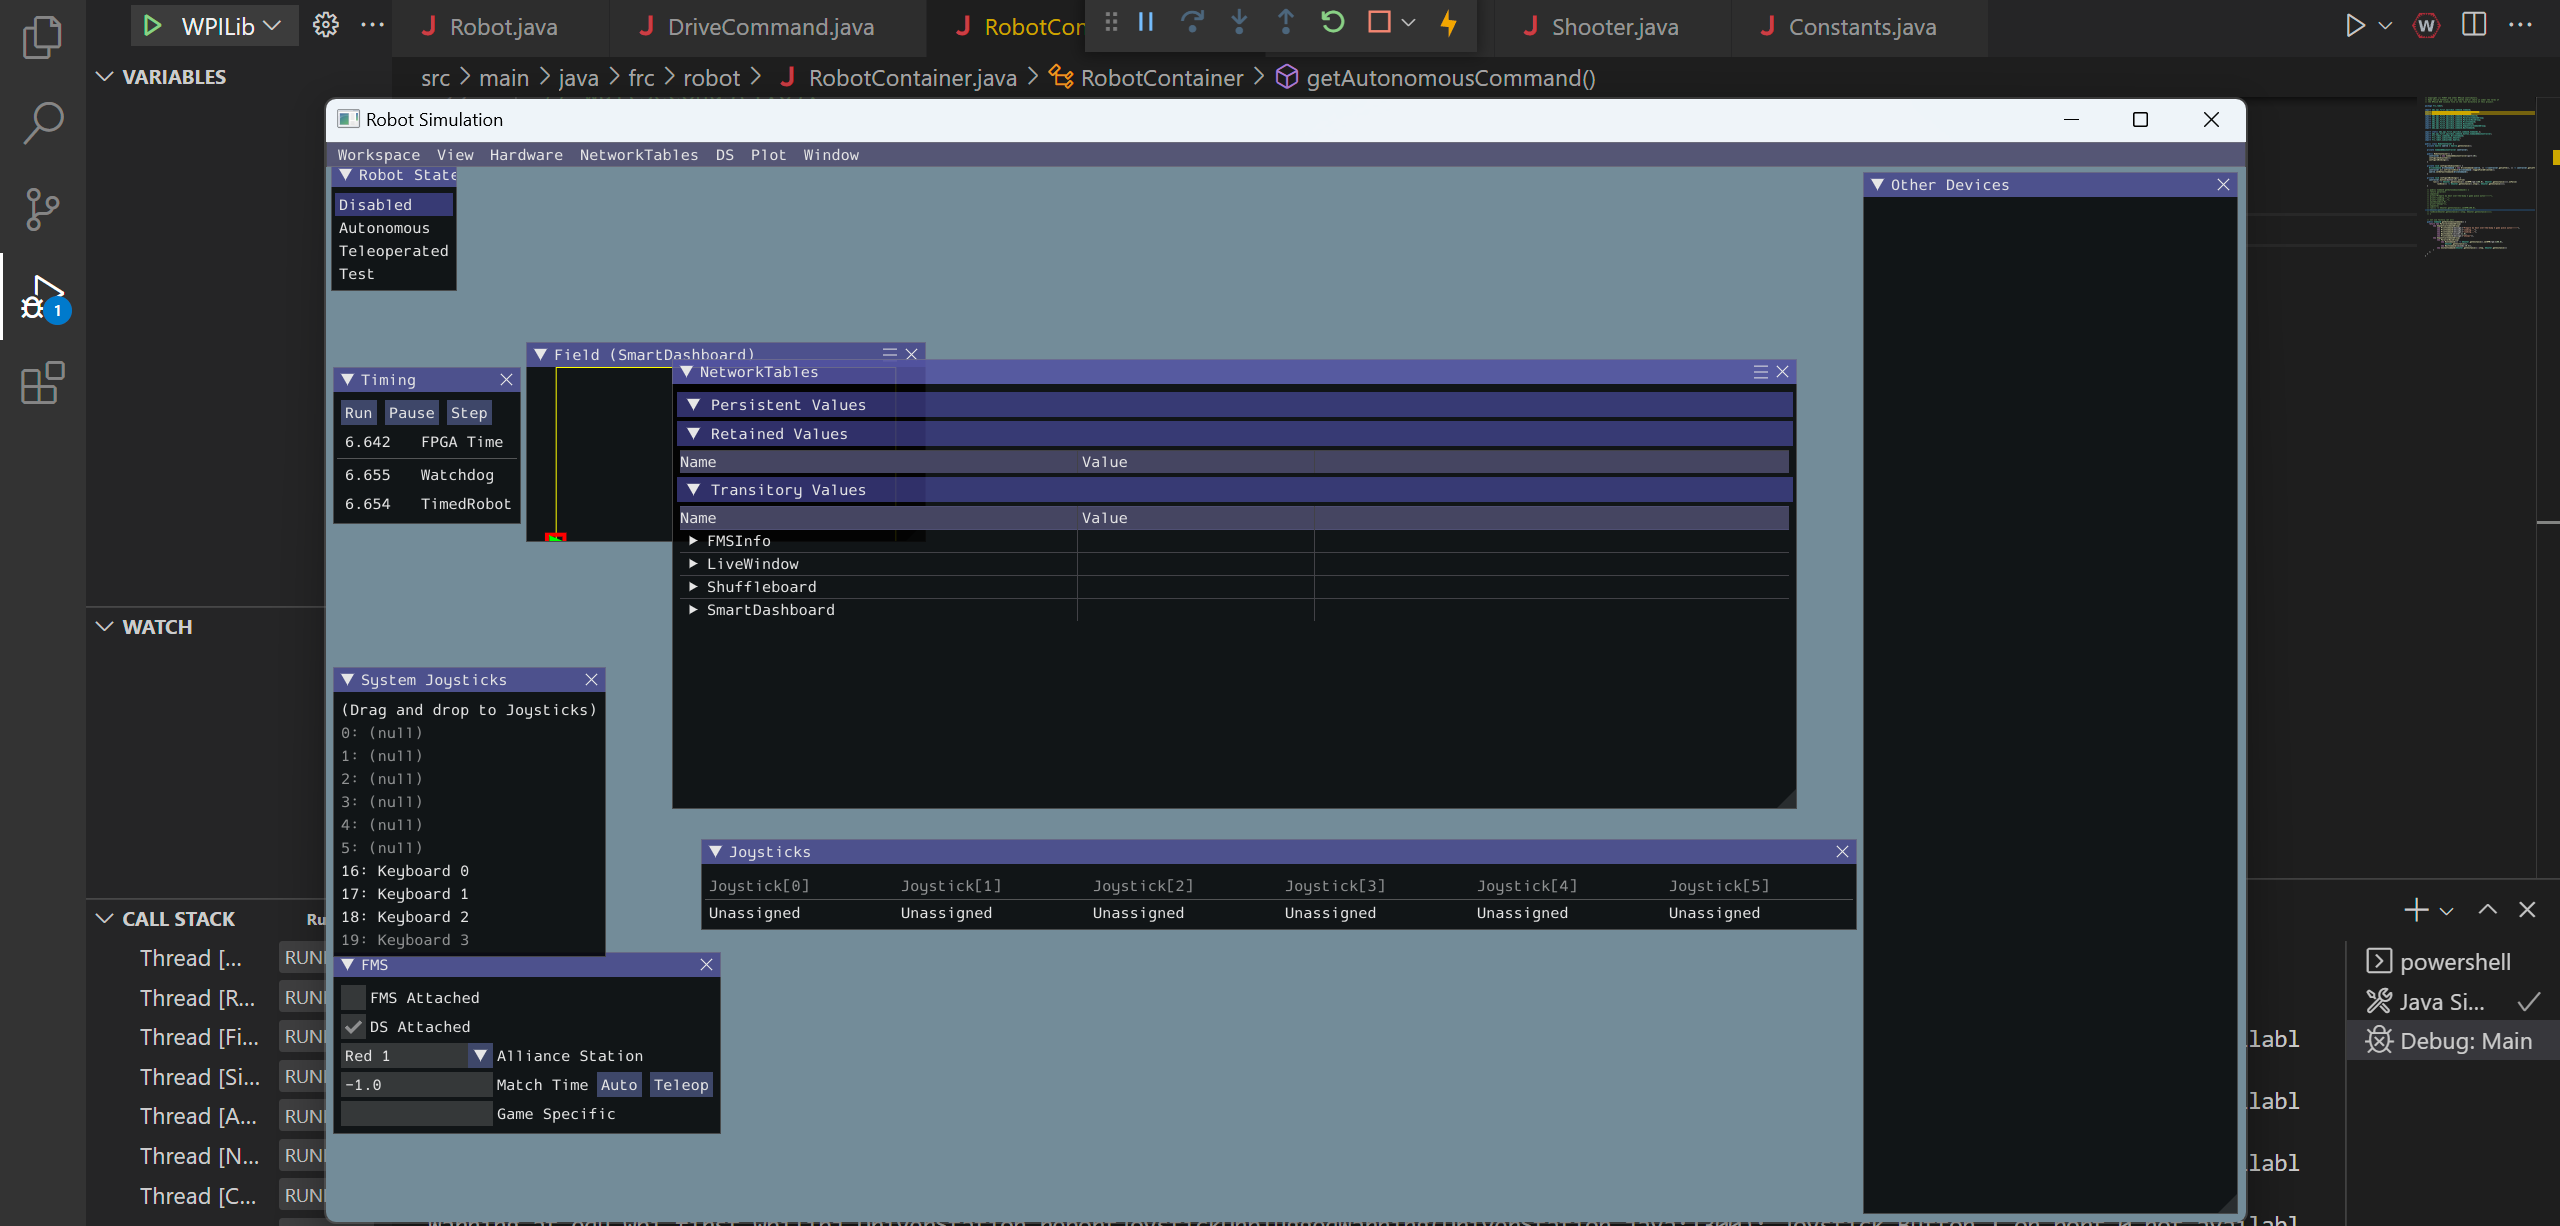 WPILib
Robot.java
DriveCommand.java
RobotCon
Shooter.java
Constants.java
VARIABLES
src > main > java > frc > robot > RobotContainer.java > RobotContainer > getAutonomousCommand()
Robot Simulation
Workspace View Hardware NetworkTables DS Plot Window
Robot State
Disabled
Autonomous
Teleoperated
Test
Other Devices
Field (SmartDashboard)
Timing
Run Pause Step
6.642 FPGA Time
6.655 Watchdog
6.654 TimedRobot
NetworkTables
Persistent Values
Retained Values
Name Value
Transitory Values
Name Value
FMSInfo
LiveWindow
Shuffleboard
SmartDashboard
1
WATCH
System Joysticks
(Drag and drop to Joysticks)
0: (null)
1: (null)
2: (null)
3: (null)
4: (null)
5: (null)
16: Keyboard 0
17: Keyboard 1
18: Keyboard 2
19: Keyboard 3
Joysticks
Joystick[0] Joystick[1] Joystick[2] Joystick[3] Joystick[4] Joystick[5]
Unassigned Unassigned Unassigned Unassigned Unassigned Unassigned
FMS
FMS Attached
DS Attached
Red 1 Alliance Station
-1.0 Match Time Auto Teleop
Game Specific
CALL STACK Ru
Thread [... RUNI
Thread [R... RUNI
Thread [Fi... RUNI
Thread [Si... RUNI
Thread [A... RUNI
Thread [N... RUNI
Thread [C... RUNI
powershell
Java Si...
Debug: Main
labl
labl
labl
labl